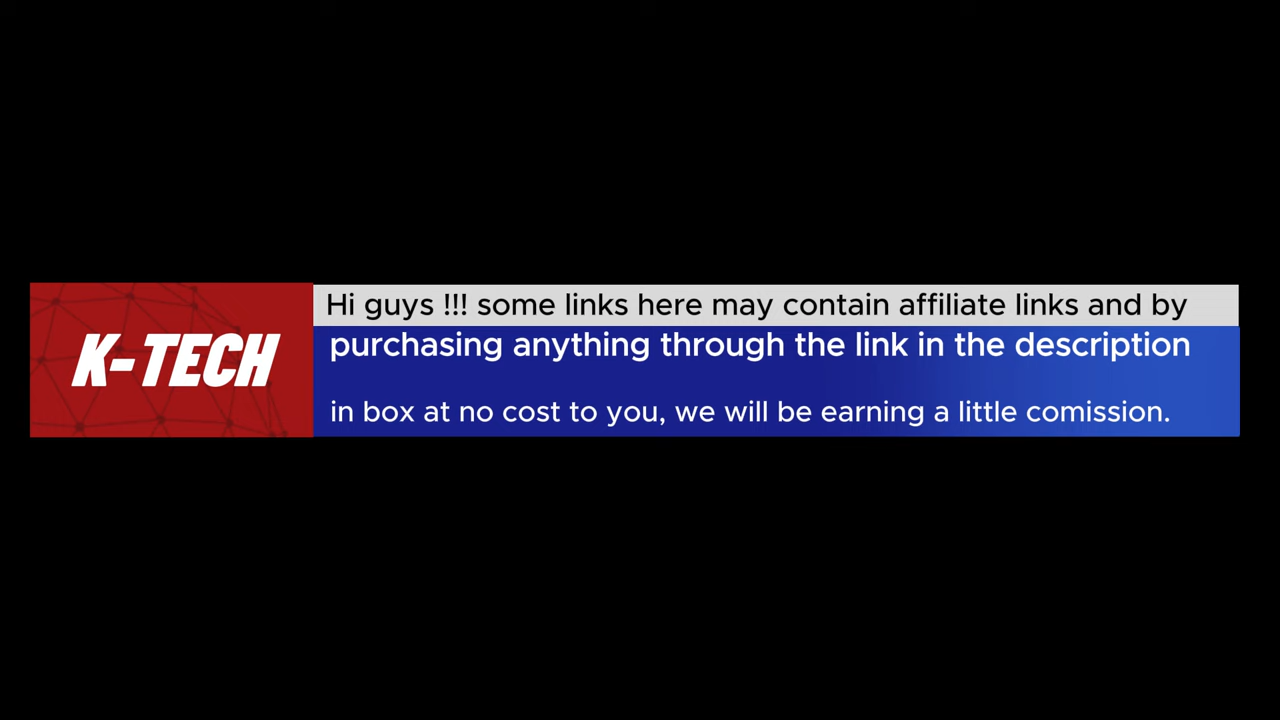 K-TECH
Hi guys !!! some links here may contain affiliate links and by
purchasing anything through the link in the description
in box at no cost to you, we will be earning a little comission.